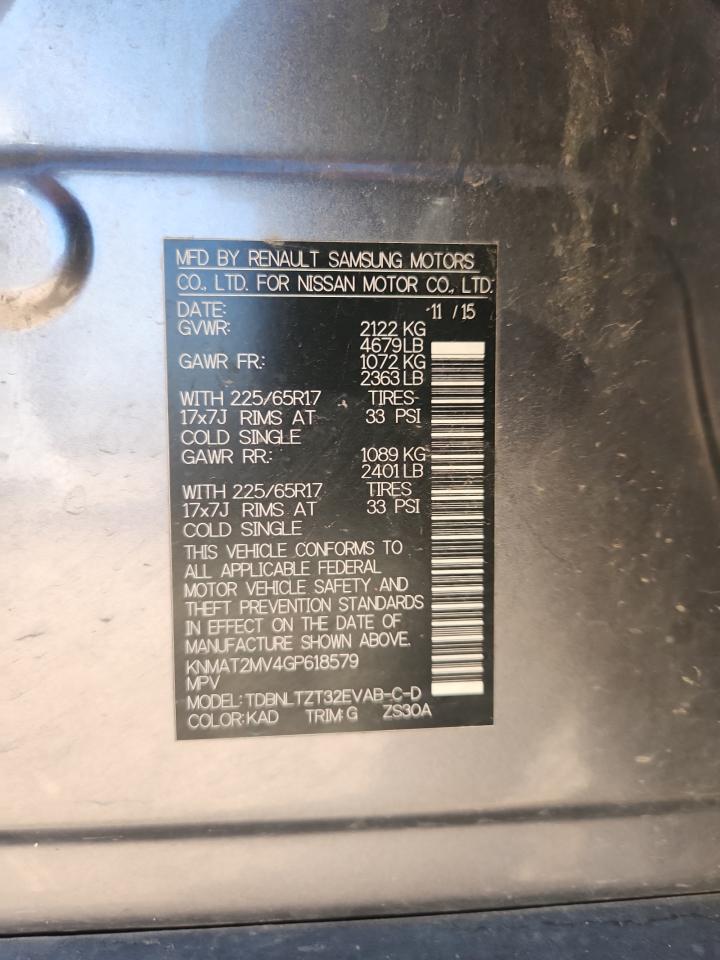 MFD BY RENAULT SAMSUNG MOTORS
CO., LTD. FOR NISSAN MOTOR CO., LTD.
DATE: 11 / 15
GVWR: 2122 KG
4679LB
GAWR FR.: 1072 KG
2363 LB
WITH 225/65R17 TIRES
17x7J RIMS AT 33 PSI
COLD SINGLE
GAWR RR.: 1089 KG
2401 LB
WITH 225/65R17 TIRES
17x7J RIMS AT 33 PSI
COLD SINGLE
THIS VEHICLE CONFORMS TO
ALL APPLICABLE FEDERAL
MOTOR VEHICLE SAFETY AND
THEFT PREVENTION STANDARDS
IN EFFECT ON THE DATE OF
MANUFACTURE SHOWN ABOVE.
KNMAT2MV4GP618579
MPV
MODEL: TDBNLTZT32EVAB-C-D
COLOR:KAD TRIM:G ZS30A